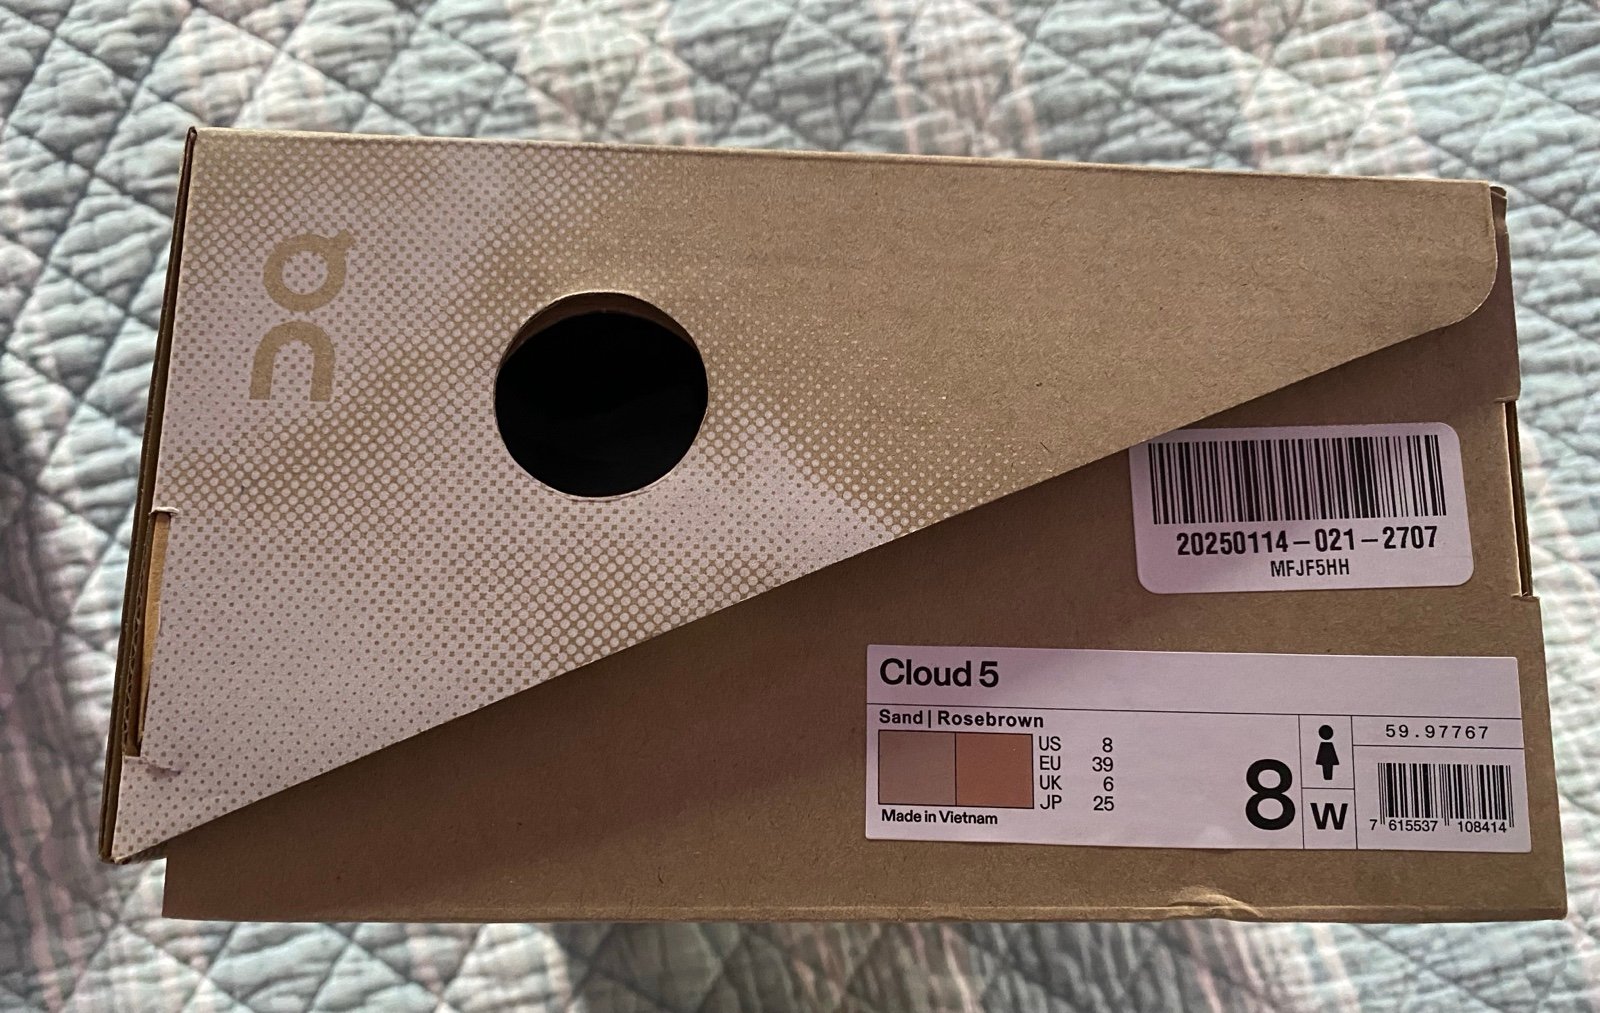 On
20250114-021-2707
MFJF5HH
Cloud 5
Sand | Rosebrown
US 8
EU 39
UK 6
JP 25
Made in Vietnam
8
W
59.97767
7 615537 108414